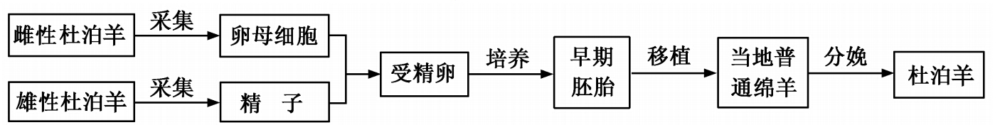 雌性杜泊羊
采集
卵母细胞
雄性杜泊羊
采集
精 子
受精卵
培养
早期
胚胎
移植
当地普
通绵羊
分娩
杜泊羊